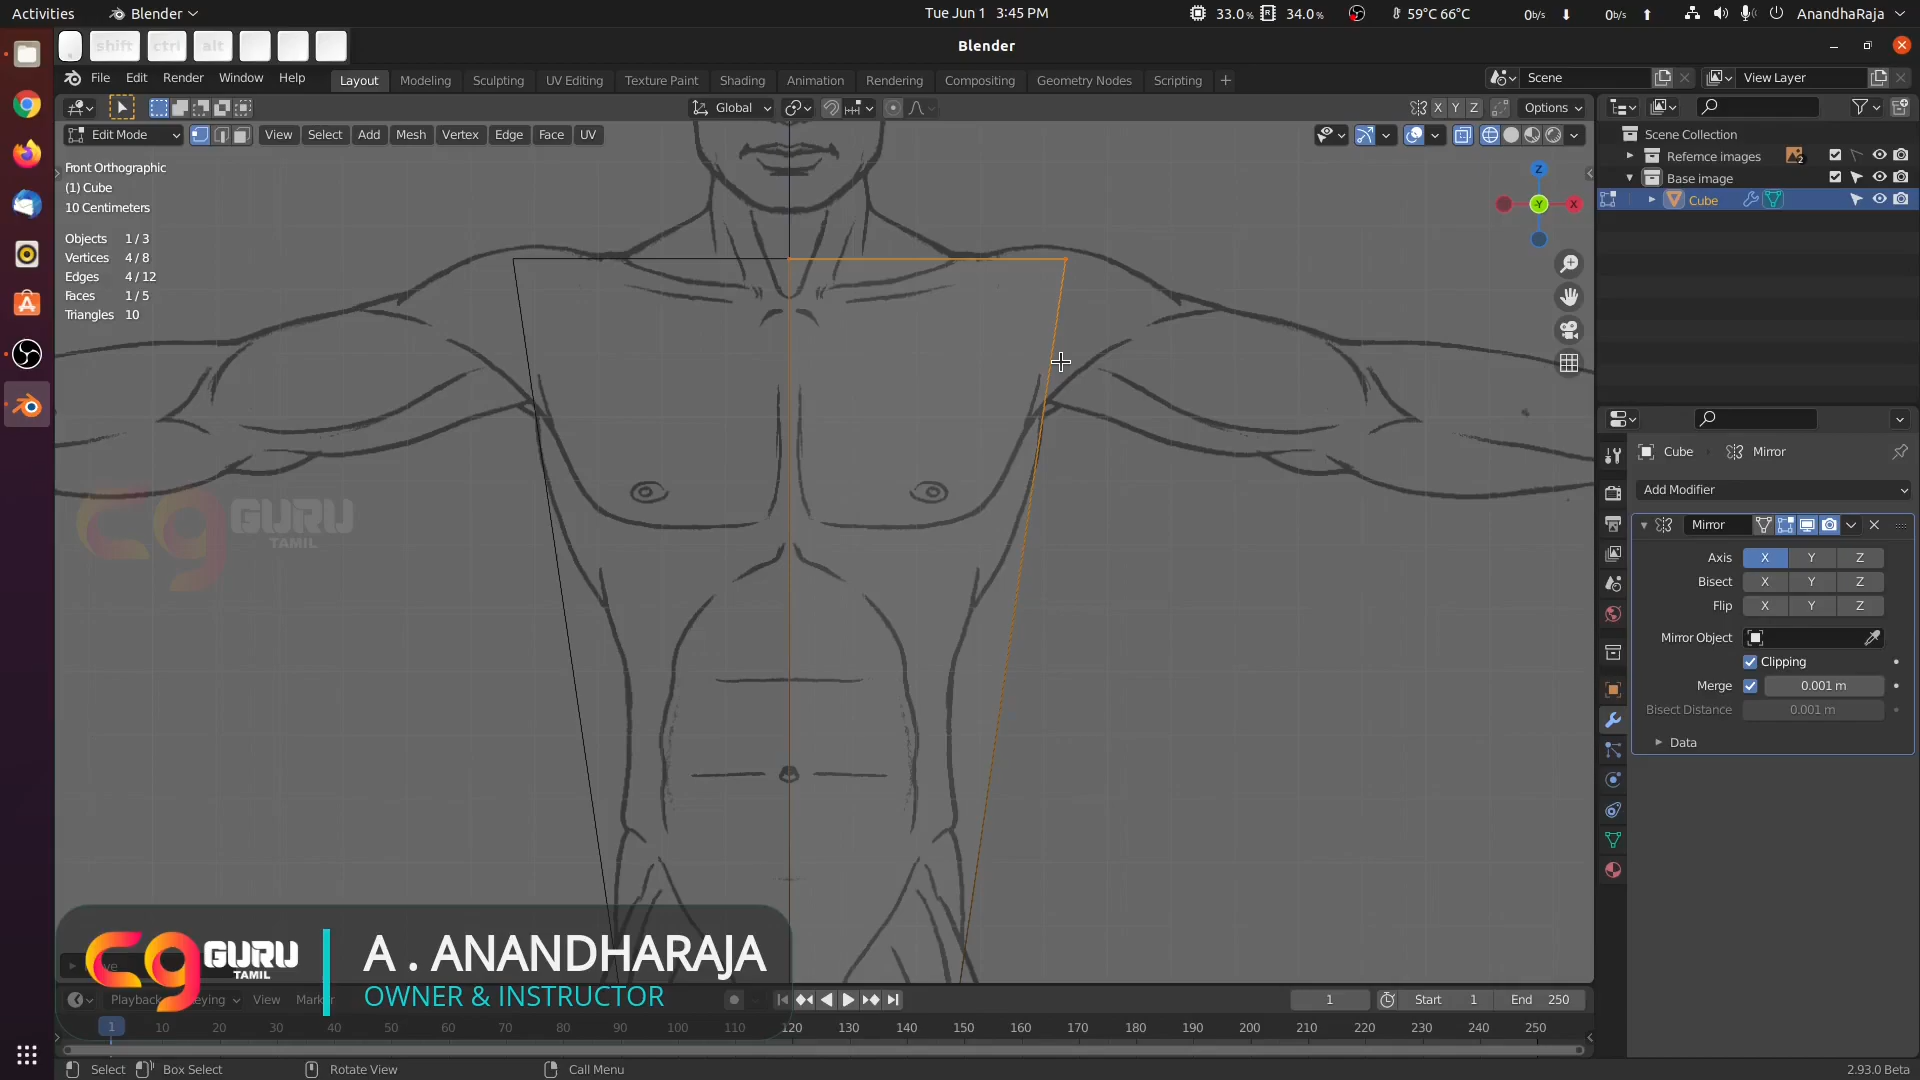 Activities
Blender
Tue Jun 1 3:45 PM
33.0%
34.0%
59°C 66°C
0b/s
0b/s
AnandhaRaja
shift
ctrl
alt
Blender
File Edit Render Window Help
Layout Modeling Sculpting UV Editing Texture Paint Shading Animation Rendering Compositing Geometry Nodes Scripting +
Scene
View Layer
Global
X Y Z
Options
Edit Mode
View Select Add Mesh Vertex Edge Face UV
Front Orthographic
(1) Cube
10 Centimeters
Objects 1 / 3
Vertices 4 / 8
Edges 4 / 12
Faces 1 / 5
Triangles 10
Z
-Y
X
Scene Collection
Refernce images
2
Base image
Cube
Cube
Mirror
Add Modifier
Mirror
Axis X Y Z
Bisect X Y Z
Flip X Y Z
Mirror Object
Clipping
Merge 0.001 m
Bisect Distance 0.001 m
Data
cg GURU
TAMIL
cg GURU
TAMIL
A . ANANDHARAJA
OWNER & INSTRUCTOR
View
1
Start 1
End 250
1 10 20 30 40 50 60 70 80 90 100 110 120 130 140 150 160 170 180 190 200 210 220 230 240 250
Select Box Select Rotate View Call Menu
2.93.0 Beta